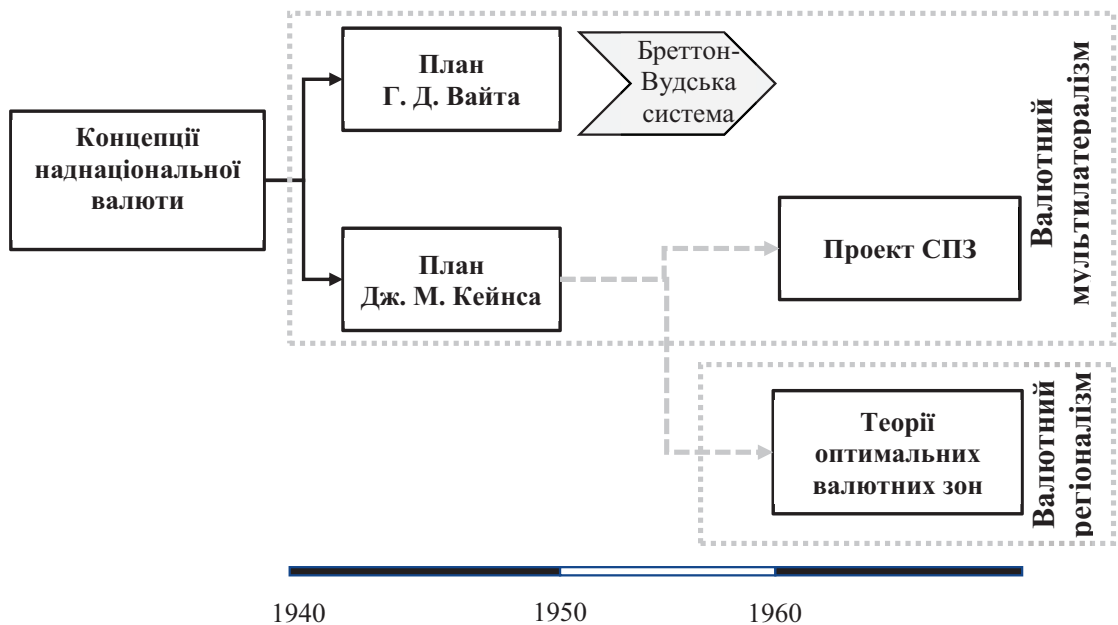 Концепції
наднаціональної
валюти
План
Г. Д. Вайта
Бреттон-
Вудська
система
План
Дж. М. Кейнса
Проект СПЗ
Валютний
мультилатералізм
Теорії
оптимальних
валютних зон
Валютний
регіоналізм
1940
1950
1960